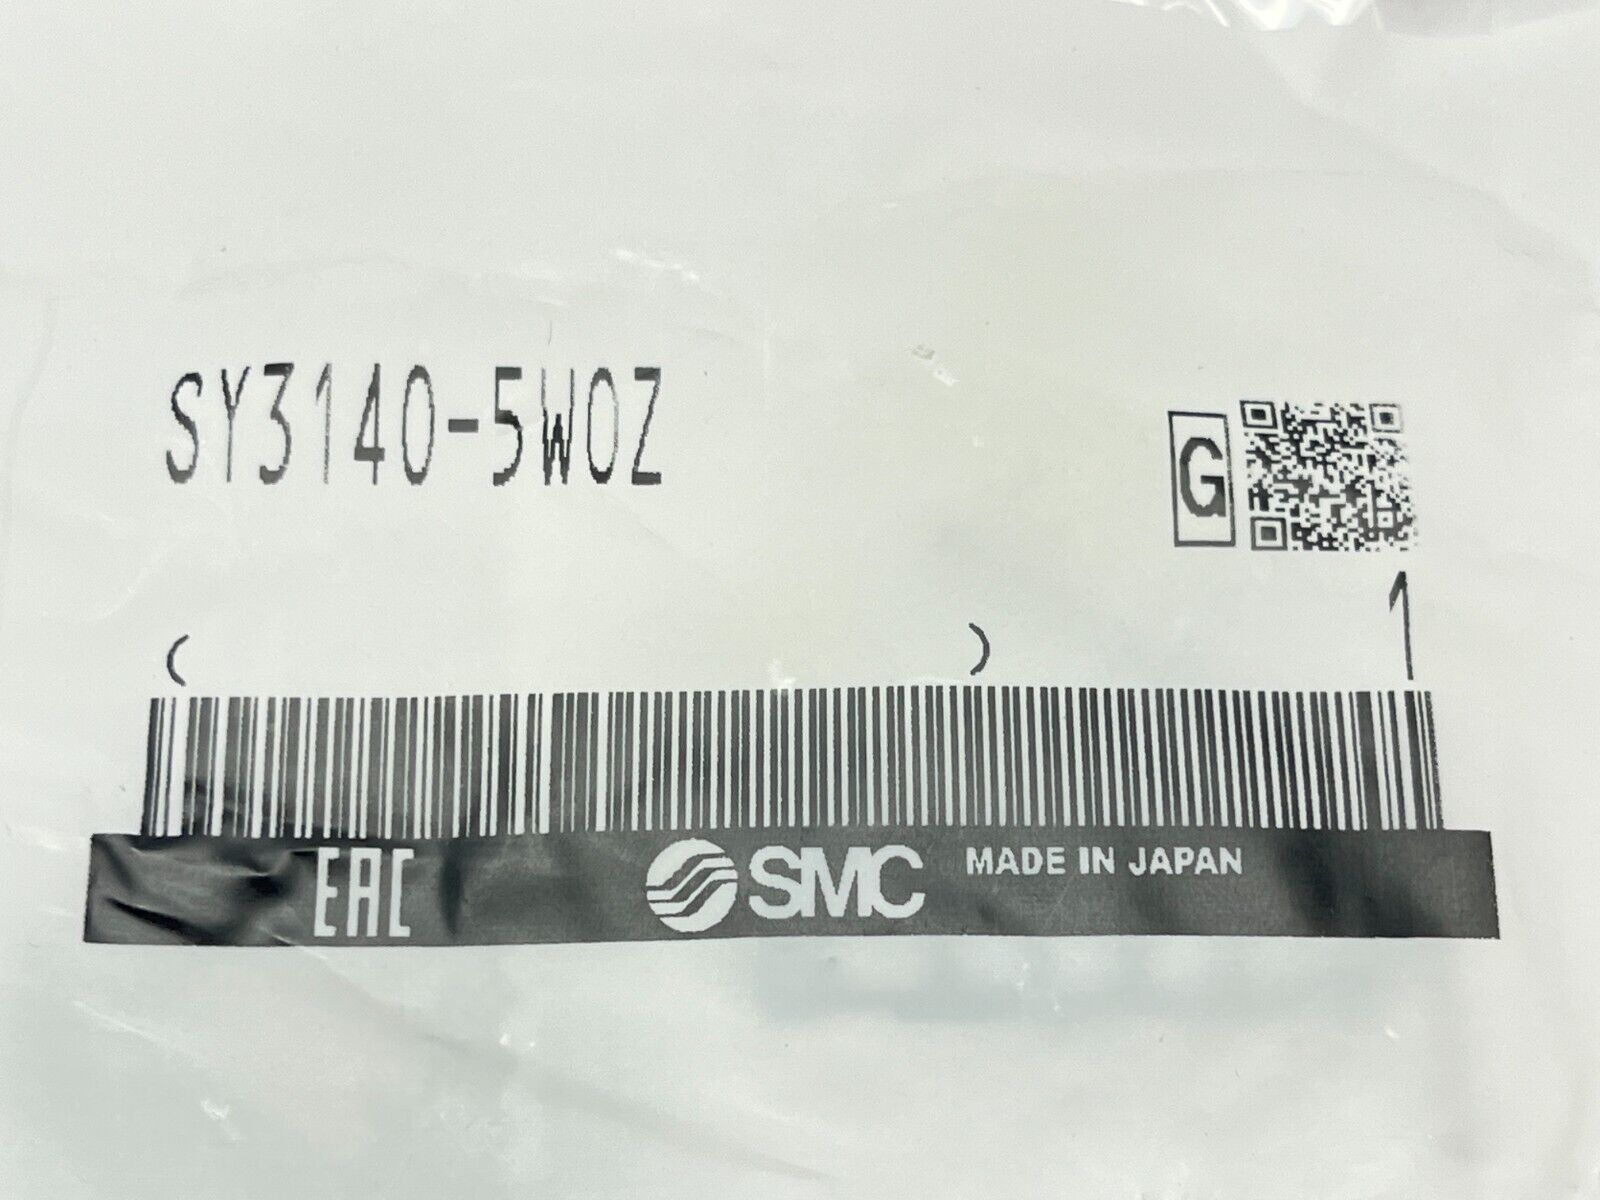 SY3140-5WOZ
G
1
( )
EAC SMC MADE IN JAPAN